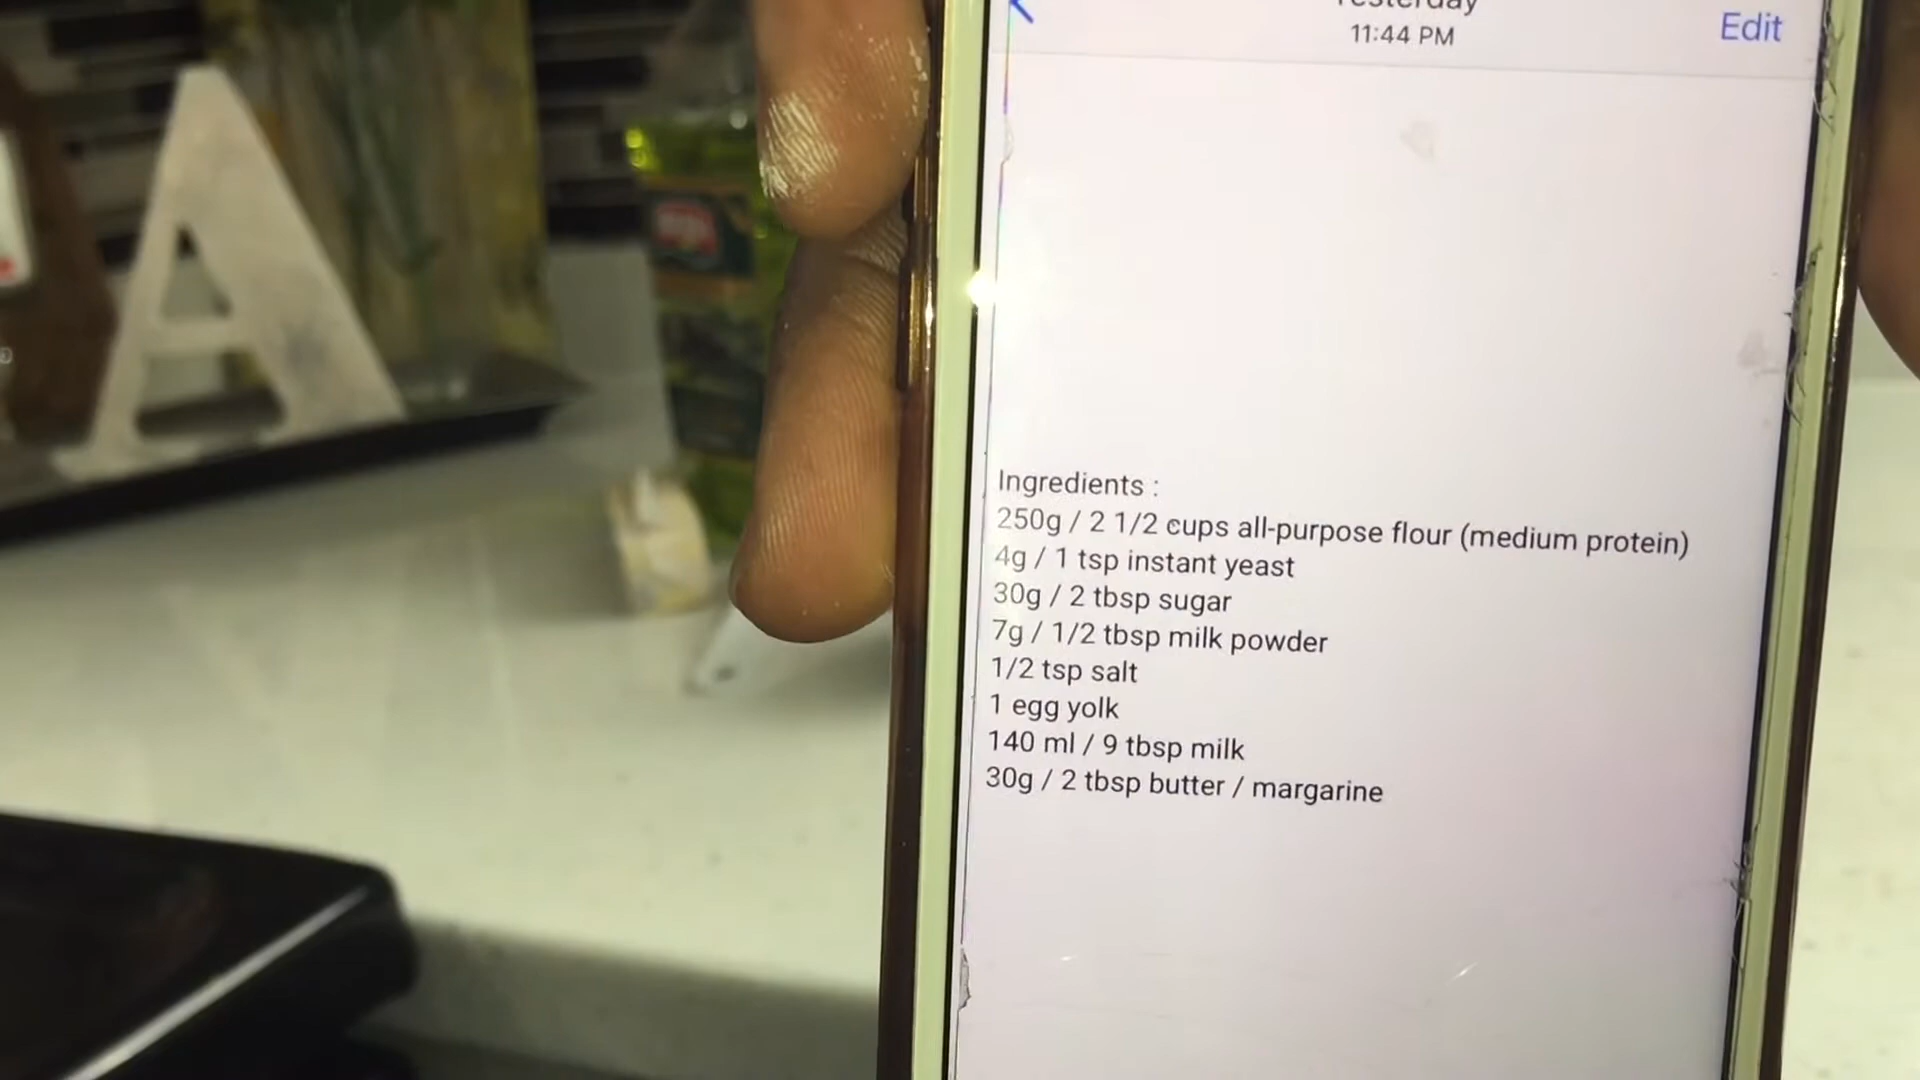 Yesterday
11:44 PM
Edit
Ingredients :
250g / 2 1/2 cups all-purpose flour (medium protein)
4g / 1 tsp instant yeast
30g / 2 tbsp sugar
7g / 1/2 tbsp milk powder
1/2 tsp salt
1 egg yolk
140 ml / 9 tbsp milk
30g / 2 tbsp butter / margarine
A